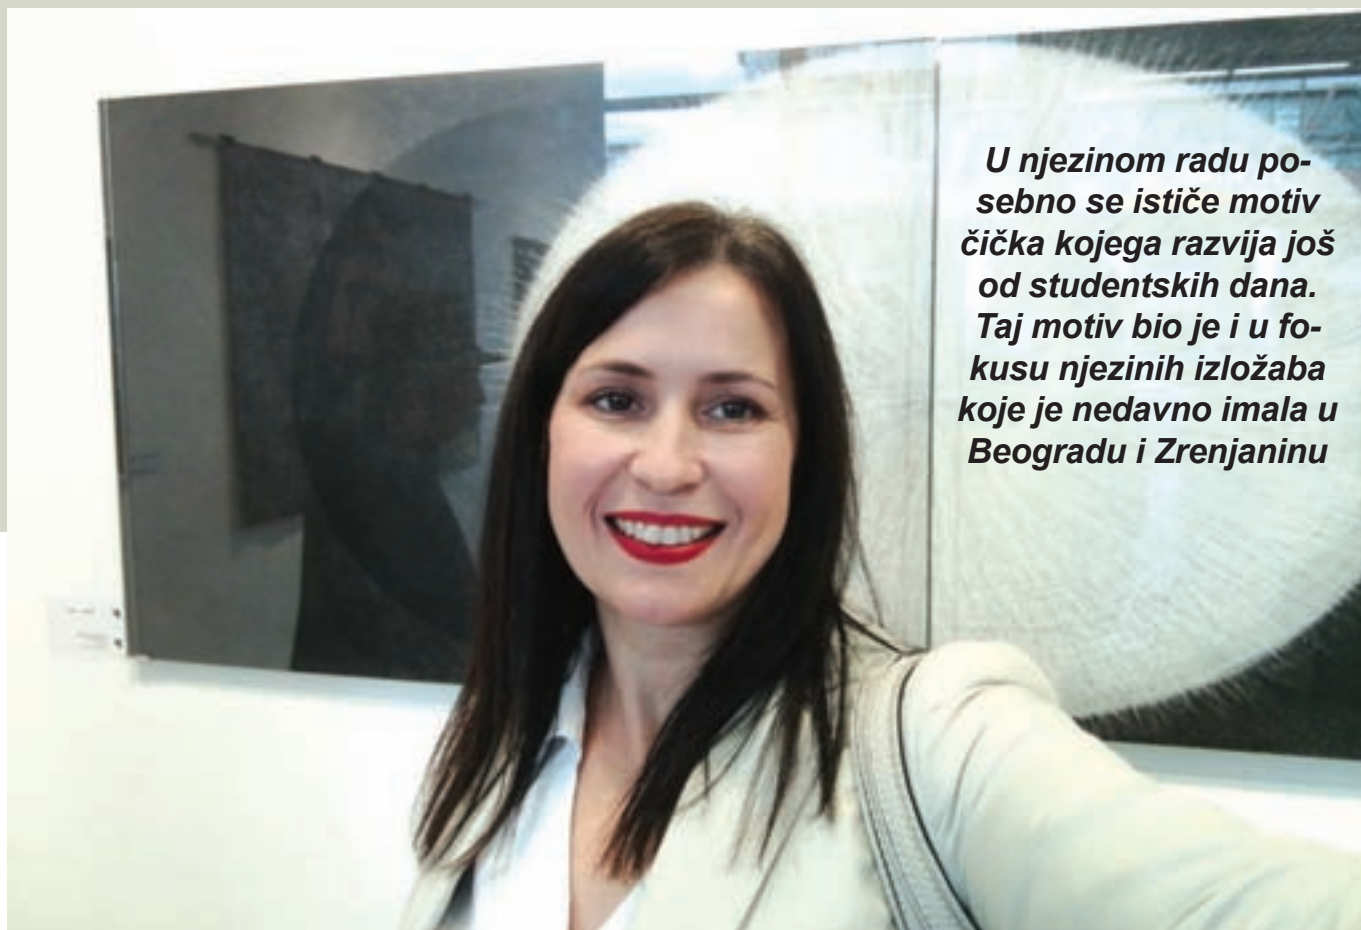 U njezinom radu po-
sebno se ističe motiv
čička kojega razvija još
od studentskih dana.
Taj motiv bio je i u fo-
kusu njezinih izložaba
koje je nedavno imala u
Beogradu i Zrenjaninu